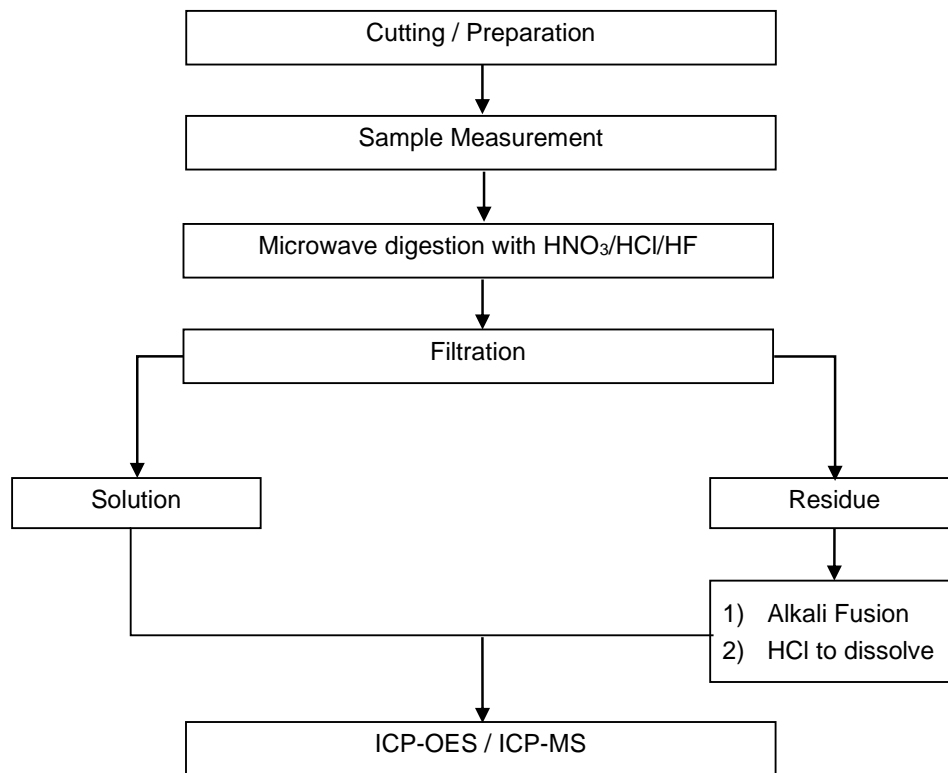 Cutting / Preparation
Sample Measurement
Microwave digestion with HNO₃/HCl/HF
Filtration
Solution
Residue
1) Alkali Fusion
2) HCl to dissolve
ICP-OES / ICP-MS